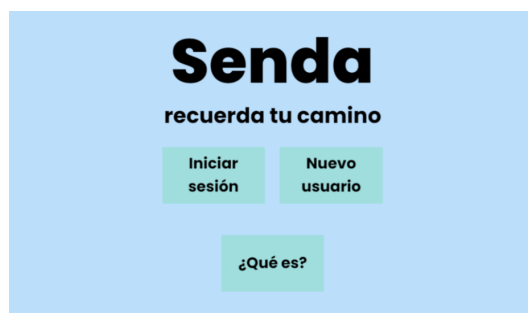 Senda
recuerda tu camino
Iniciar
sesión
Nuevo
usuario
¿Qué es?